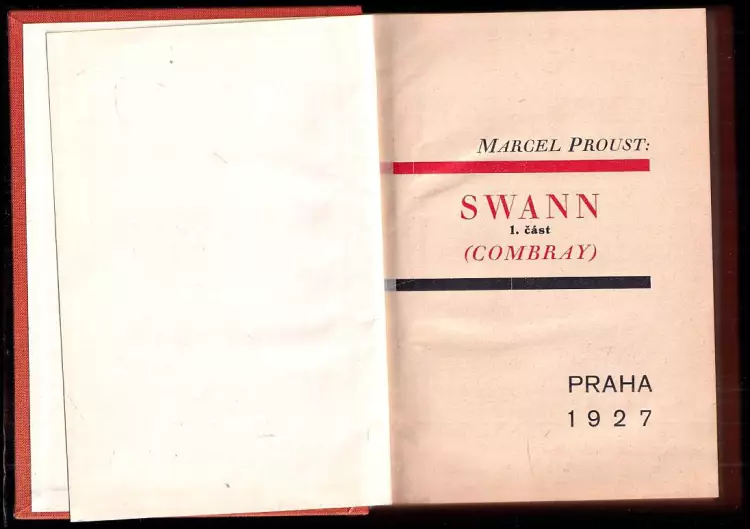 MARCEL PROUST:
SWANN
1. část
(COMBRAY)
PRAHA
1927